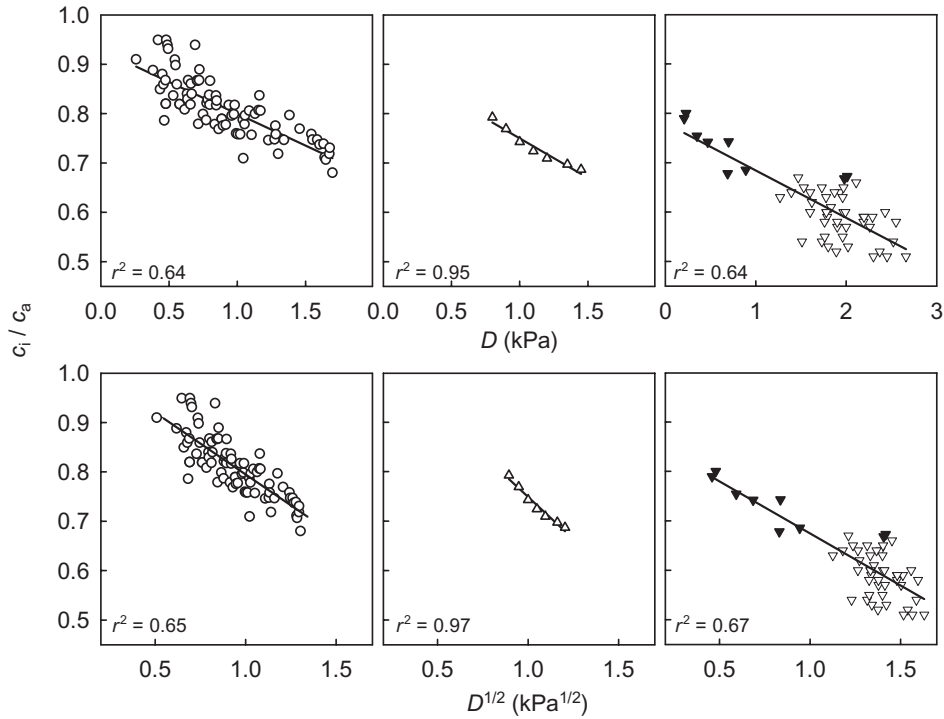 1.0
0.9
0.8
0.7
0.6
0.5
r² = 0.64
r² = 0.95
r² = 0.64
0.0 0.5 1.0 1.5 0.0 0.5 1.0 1.5 0 1 2 3
D (kPa)
cᵢ / cₐ
1.0
0.9
0.8
0.7
0.6
0.5
r² = 0.65
r² = 0.97
r² = 0.67
0.5 1.0 1.5 0.5 1.0 1.5 0.5 1.0 1.5
D¹/² (kPa¹/²)